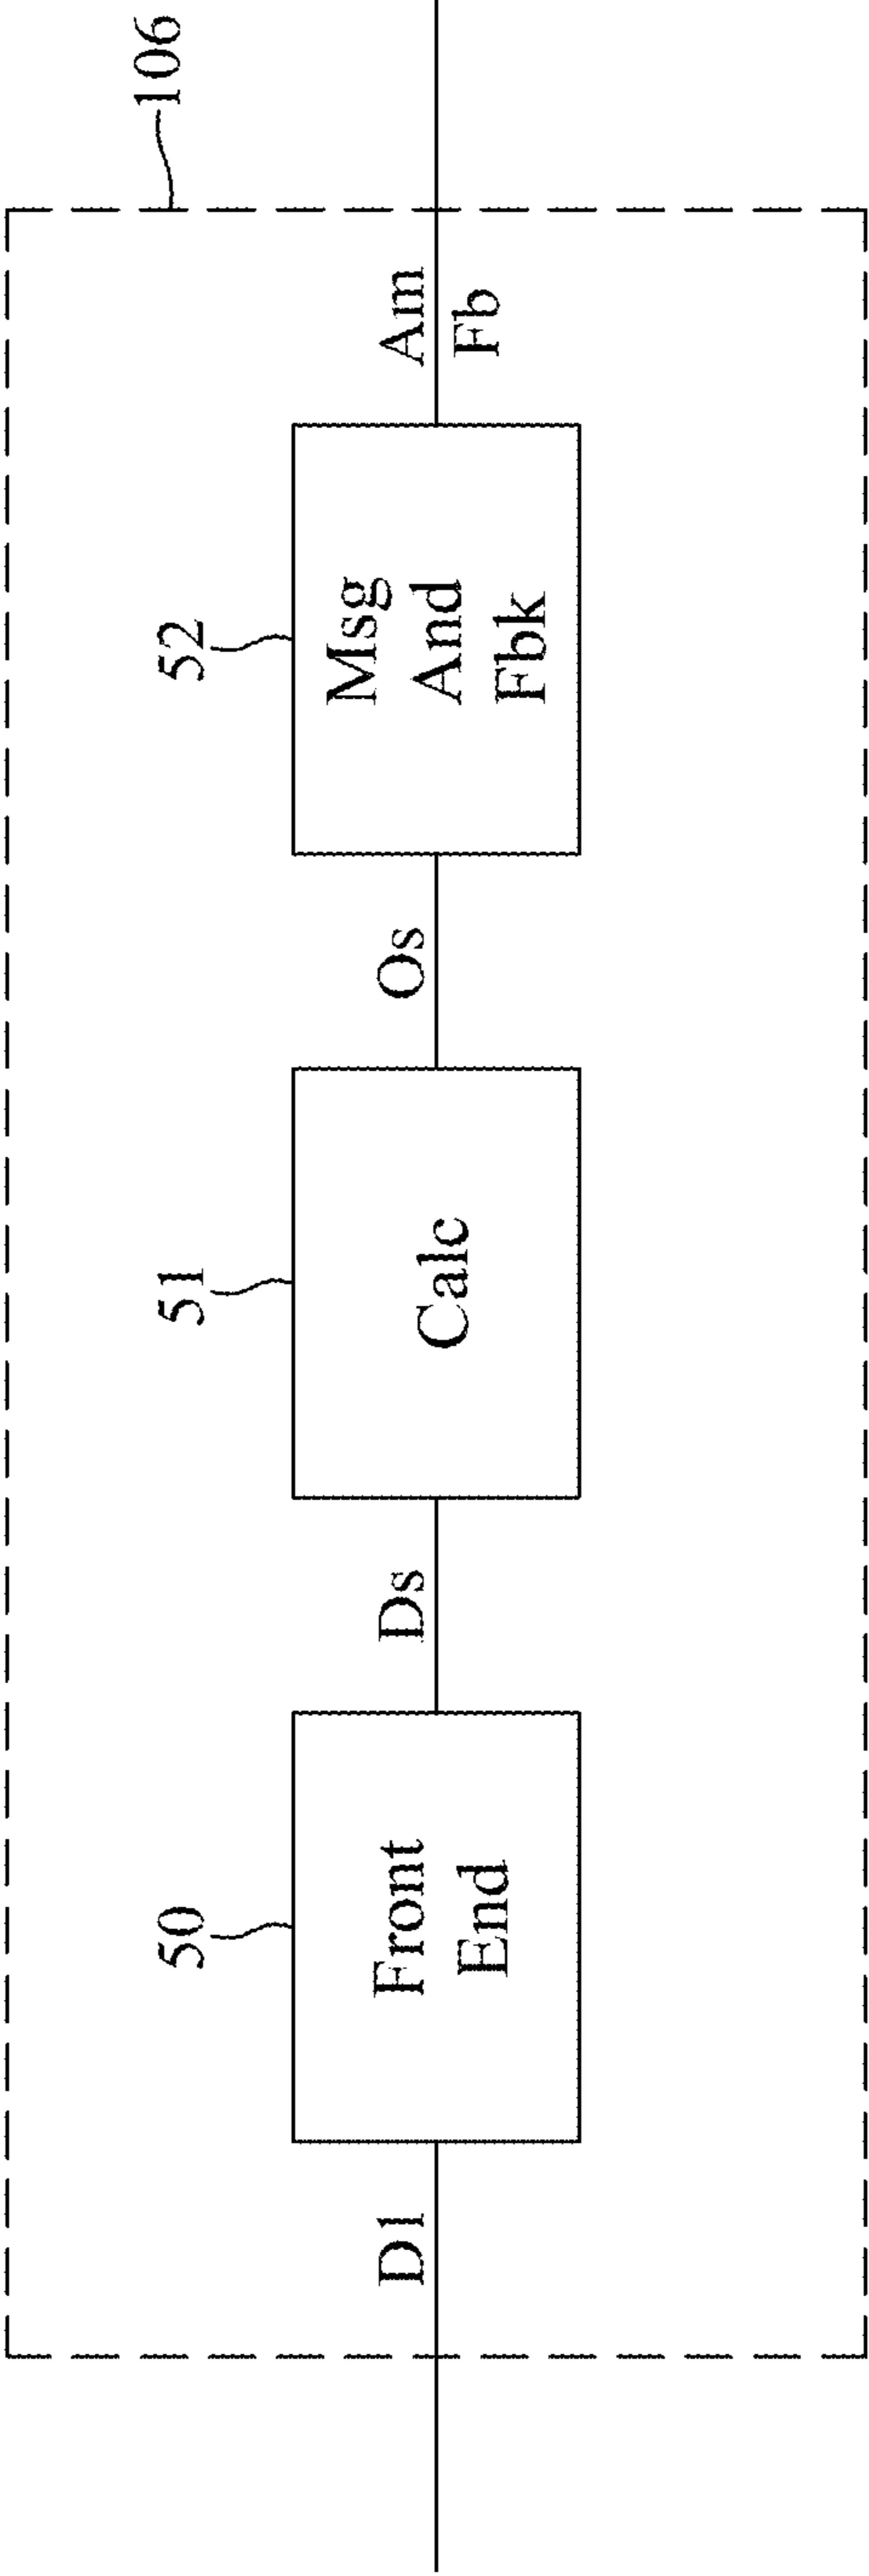 106
50
51
52
D1
Front
End
Ds
Calc
Os
Msg
And
Fbk
Am
Fb